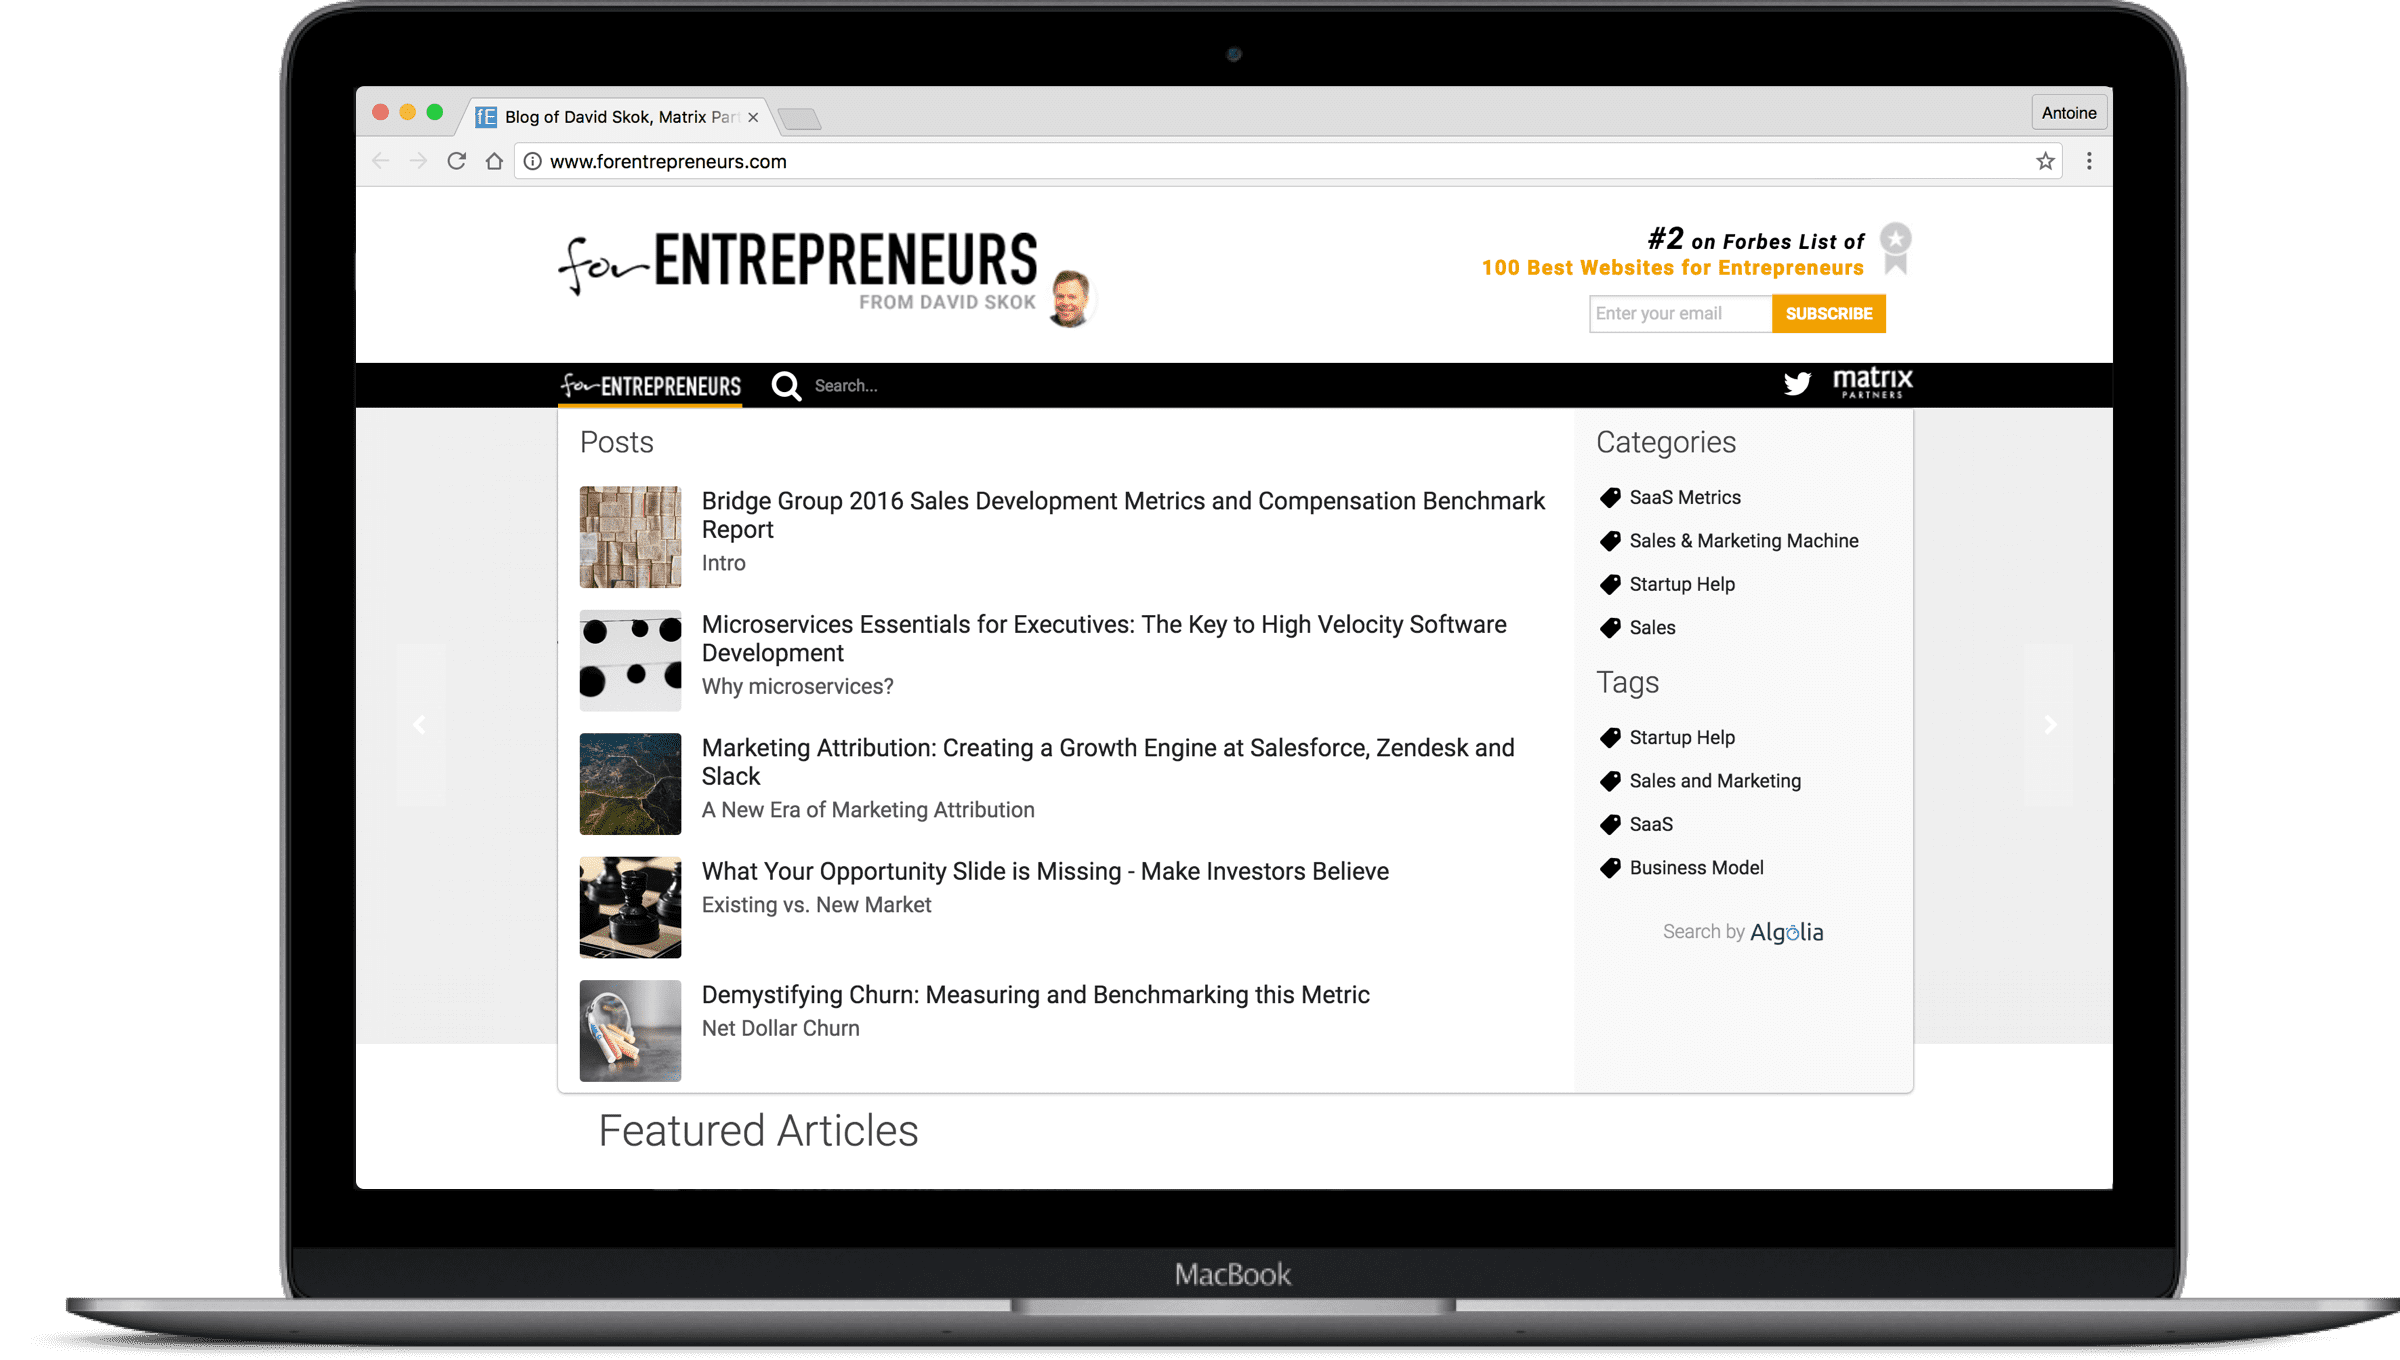 fE Blog of David Skok, Matrix Par
Antoine
www.forentrepreneurs.com
for ENTREPRENEURS
FROM DAVID SKOK
#2 on Forbes List of
100 Best Websites for Entrepreneurs
Enter your email
SUBSCRIBE
for ENTREPRENEURS
Search...
matrix
PARTNERS
Posts
Bridge Group 2016 Sales Development Metrics and Compensation Benchmark
Report
Intro
Microservices Essentials for Executives: The Key to High Velocity Software
Development
Why microservices?
Marketing Attribution: Creating a Growth Engine at Salesforce, Zendesk and
Slack
A New Era of Marketing Attribution
What Your Opportunity Slide is Missing - Make Investors Believe
Existing vs. New Market
Demystifying Churn: Measuring and Benchmarking this Metric
Net Dollar Churn
Categories
SaaS Metrics
Sales & Marketing Machine
Startup Help
Sales
Tags
Startup Help
Sales and Marketing
SaaS
Business Model
Search by Algolia
Featured Articles
MacBook